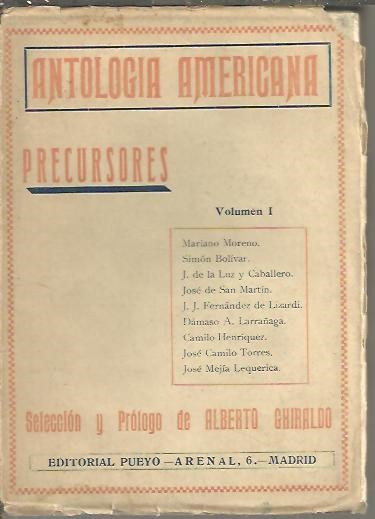 ANTOLOGIA AMERICANA
PRECURSORES
Volumen I
Mariano Moreno.
Simón Bolívar.
J. de la Luz y Caballero.
José de San Martín.
J. J. Fernández de Lizardi.
Dámaso A. Larrañaga.
Camilo Henríquez.
José Camilo Torres.
José Mejía Lequerica.
Selección y Prólogo de ALBERTO GHIRALDO
EDITORIAL PUEYO—ARENAL, 6.—MADRID